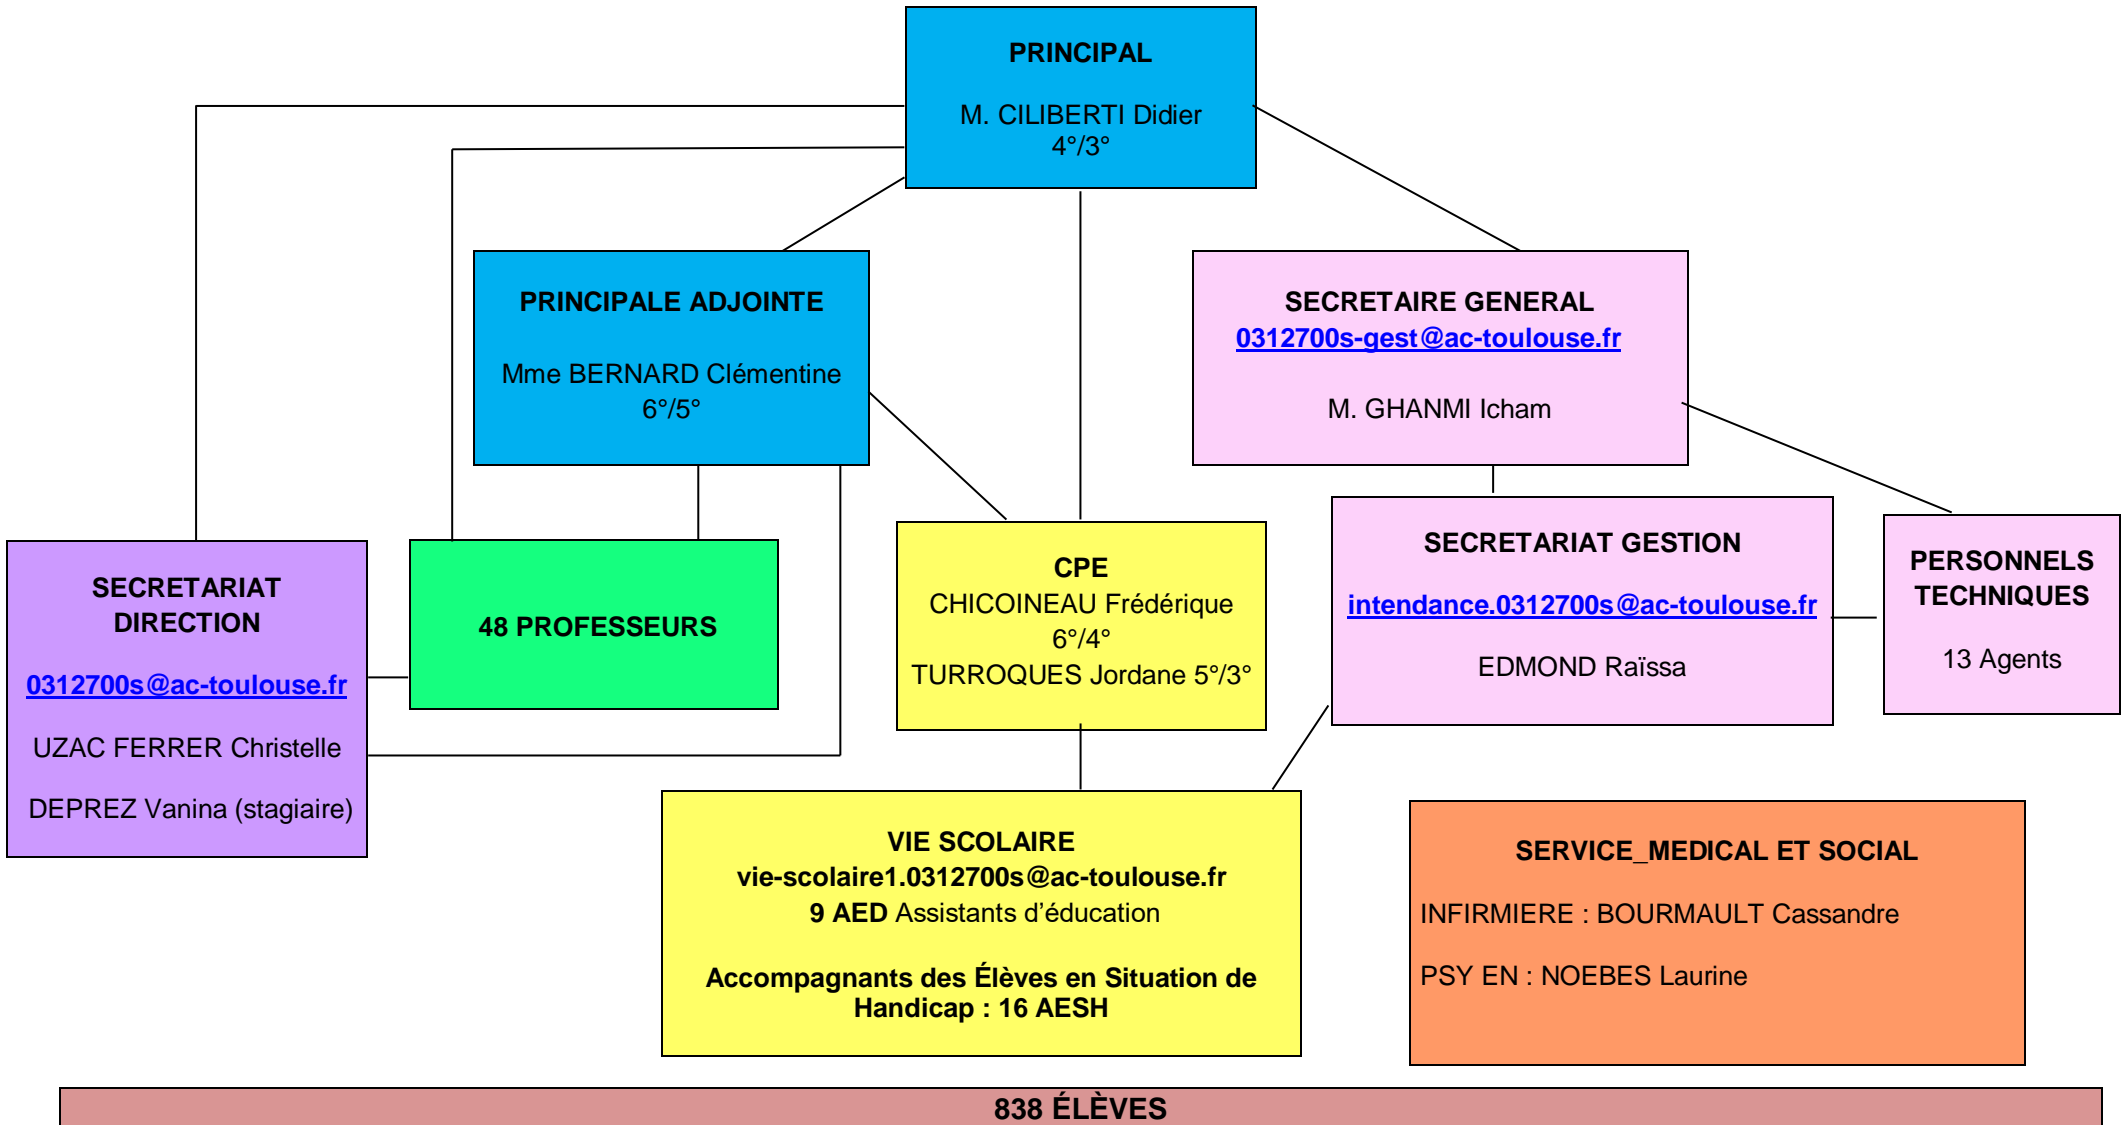 PRINCIPAL
M. CILIBERTI Didier
4°/3°
PRINCIPALE ADJOINTE
Mme BERNARD Clémentine
6°/5°
SECRETAIRE GENERAL
0312700s-gest@ac-toulouse.fr
M. GHANMI Icham
SECRETARIAT
DIRECTION
0312700s@ac-toulouse.fr
UZAC FERRER Christelle
DEPREZ Vanina (stagiaire)
48 PROFESSEURS
CPE
CHICOINEAU Frédérique
6°/4°
TURROQUES Jordane 5°/3°
SECRETARIAT GESTION
intendance.0312700s@ac-toulouse.fr
EDMOND Raïssa
PERSONNELS
TECHNIQUES
13 Agents
VIE SCOLAIRE
vie-scolaire1.0312700s@ac-toulouse.fr
9 AED Assistants d’éducation
Accompagnants des Élèves en Situation de
Handicap : 16 AESH
SERVICE_MEDICAL ET SOCIAL
INFIRMIERE : BOURMAULT Cassandre
PSY EN : NOEBES Laurine
838 ÉLÈVES